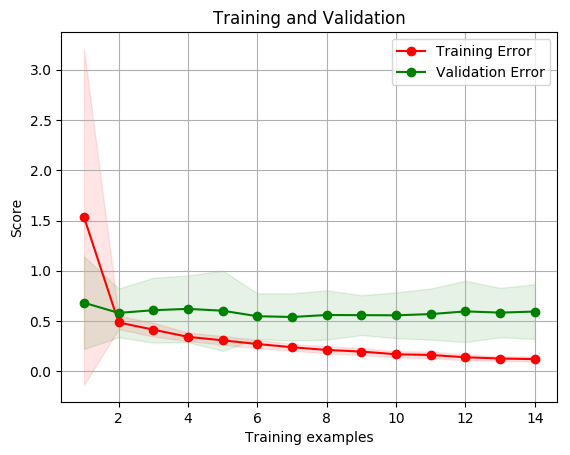 Training and Validation
Training Error
Validation Error
Score
3.0
2.5
2.0
1.5
1.0
0.5
0.0
2 4 6 8 10 12 14
Training examples